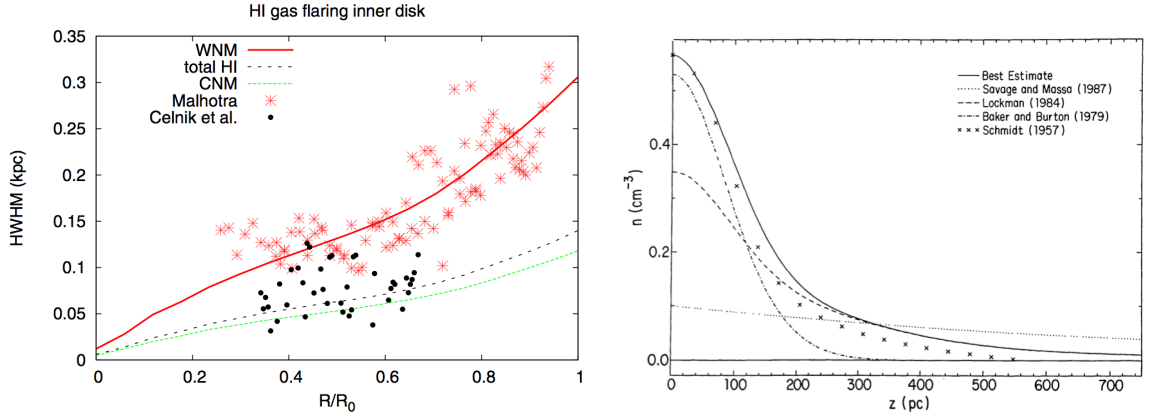 HI gas flaring inner disk
HWHM (kpc)
0.35
0.3
0.25
0.2
0.15
0.1
0.05
0
WNM
total HI
CNM
Malhotra
Celnik et al.
0 0.2 0.4 0.6 0.8 1
R/R0
n (cm-3)
0.4
0.2
0.0
Best Estimate
Savage and Massa (1987)
Lockman (1984)
Baker and Burton (1979)
Schmidt (1957)
0 100 200 300 400 500 600 700
z (pc)